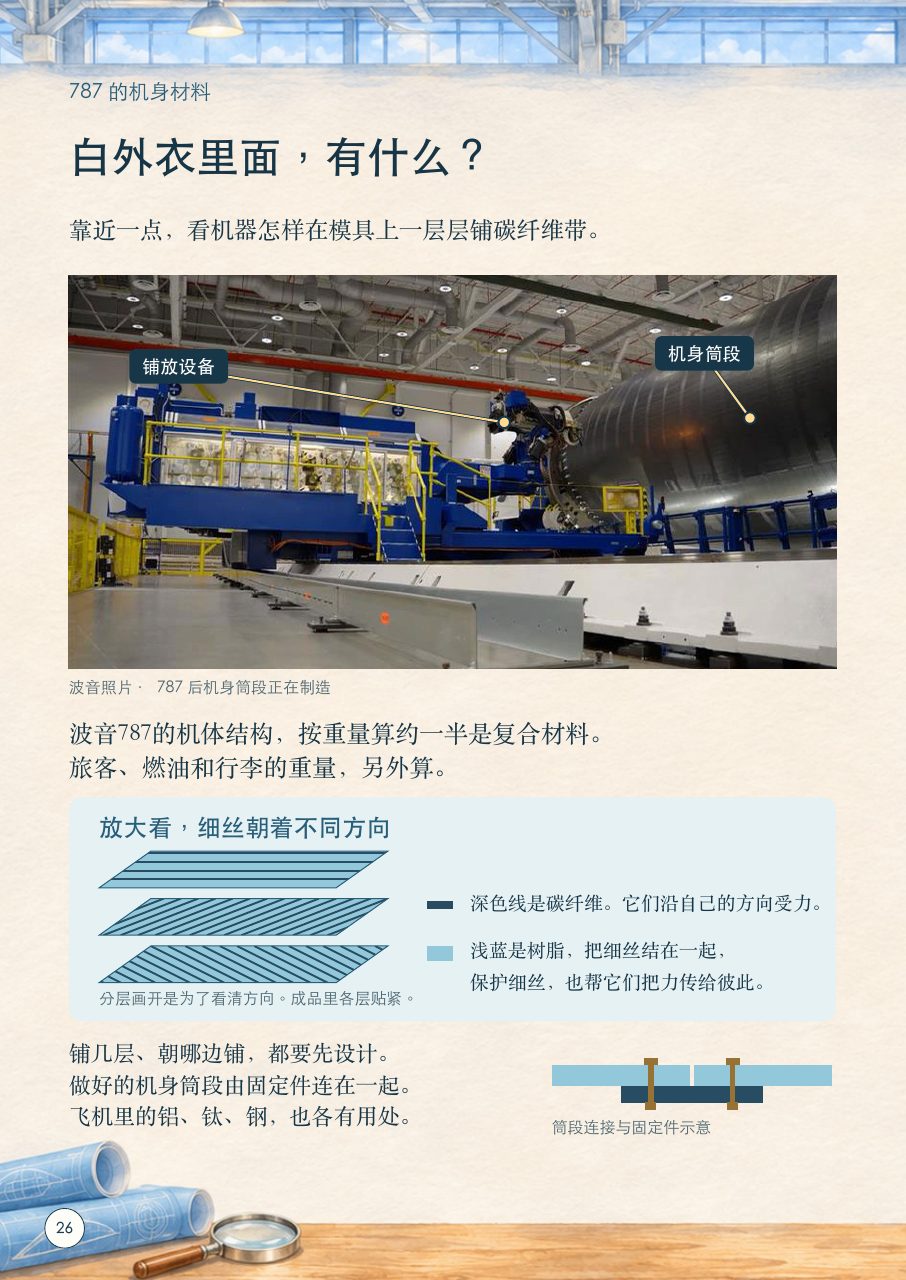 787 的机身材料
白外衣里面，有什么？
靠近一点，看机器怎样在模具上一层层铺碳纤维带。
铺放设备
机身筒段
波音照片 · 787 后机身筒段正在制造
波音787的机体结构，按重量算约一半是复合材料。
旅客、燃油和行李的重量，另外算。
放大看，细丝朝着不同方向
深色线是碳纤维。它们沿自己的方向受力。
浅蓝是树脂，把细丝结在一起，
保护细丝，也帮它们把力传给彼此。
分层画开是为了看清方向。成品里各层贴紧。
铺几层、朝哪边铺，都要先设计。
做好的机身筒段由固定件连在一起。
飞机里的铝、钛、钢，也各有用处。
筒段连接与固定件示意
26